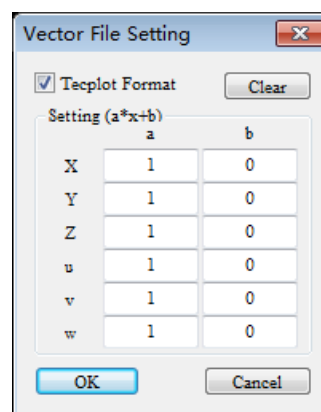 Vector File Setting
Tecplot Format Clear
Setting (a*x+b)
a b
X 1 0
Y 1 0
Z 1 0
u 1 0
v 1 0
w 1 0
OK Cancel